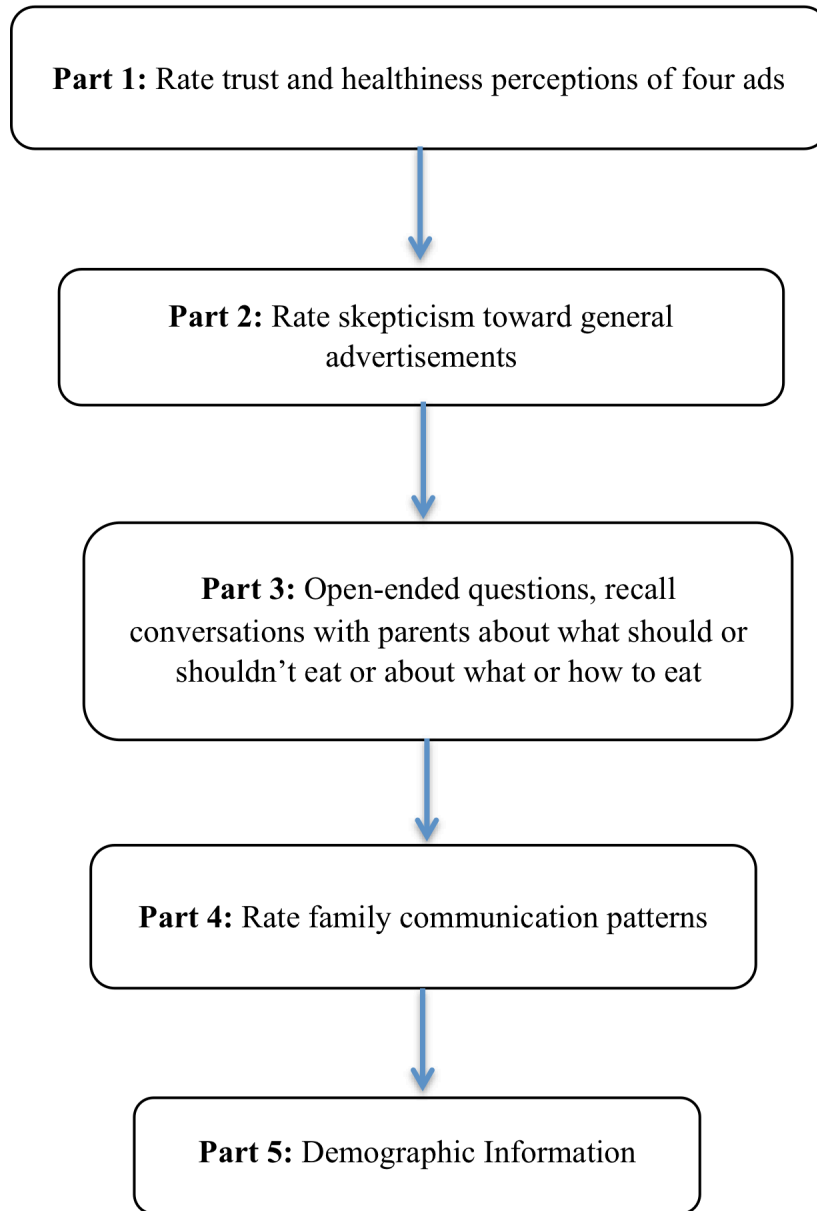 Part 1: Rate trust and healthiness perceptions of four ads
Part 2: Rate skepticism toward general
advertisements
Part 3: Open-ended questions, recall
conversations with parents about what should or
shouldn’t eat or about what or how to eat
Part 4: Rate family communication patterns
Part 5: Demographic Information